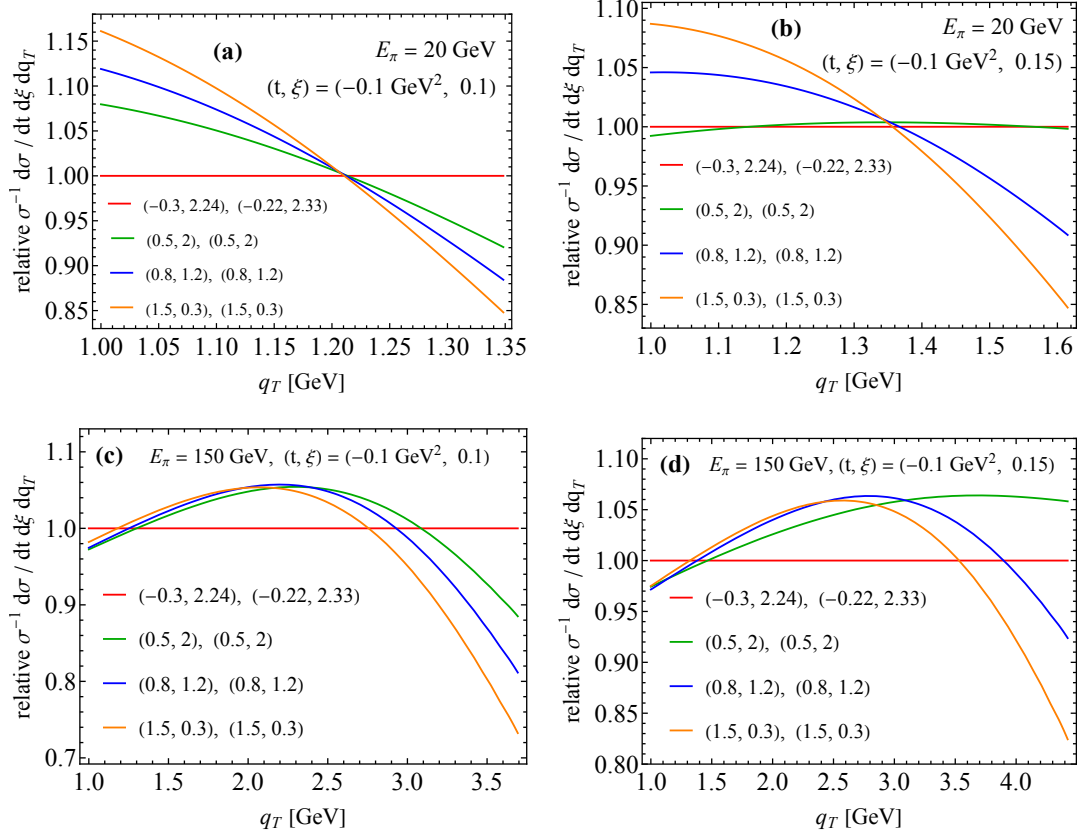 (a)
E_π = 20 GeV
(t, ξ) = (−0.1 GeV², 0.1)
relative σ⁻¹ dσ / dt dξ dq_T
1.15
1.10
1.05
1.00
0.95
0.90
0.85
(−0.3, 2.24), (−0.22, 2.33)
(0.5, 2), (0.5, 2)
(0.8, 1.2), (0.8, 1.2)
(1.5, 0.3), (1.5, 0.3)
1.00 1.05 1.10 1.15 1.20 1.25 1.30 1.35
q_T [GeV]
(b)
E_π = 20 GeV
(t, ξ) = (−0.1 GeV², 0.15)
relative σ⁻¹ dσ / dt dξ dq_T
1.10
1.05
1.00
0.95
0.90
0.85
(−0.3, 2.24), (−0.22, 2.33)
(0.5, 2), (0.5, 2)
(0.8, 1.2), (0.8, 1.2)
(1.5, 0.3), (1.5, 0.3)
1.0 1.1 1.2 1.3 1.4 1.5 1.6
q_T [GeV]
(c) E_π = 150 GeV, (t, ξ) = (−0.1 GeV², 0.1)
relative σ⁻¹ dσ / dt dξ dq_T
1.1
1.0
0.9
0.8
0.7
(−0.3, 2.24), (−0.22, 2.33)
(0.5, 2), (0.5, 2)
(0.8, 1.2), (0.8, 1.2)
(1.5, 0.3), (1.5, 0.3)
1.0 1.5 2.0 2.5 3.0 3.5
q_T [GeV]
(d) E_π = 150 GeV, (t, ξ) = (−0.1 GeV², 0.15)
relative σ⁻¹ dσ / dt dξ dq_T
1.10
1.05
1.00
0.95
0.90
0.85
0.80
(−0.3, 2.24), (−0.22, 2.33)
(0.5, 2), (0.5, 2)
(0.8, 1.2), (0.8, 1.2)
(1.5, 0.3), (1.5, 0.3)
1.0 1.5 2.0 2.5 3.0 3.5 4.0
q_T [GeV]